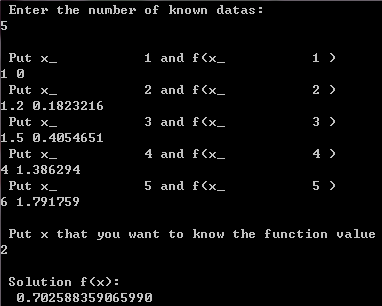 Enter the number of known datas:
5
Put x_ 1 and f(x_ 1 )
1 0
Put x_ 2 and f(x_ 2 )
1.2 0.1823216
Put x_ 3 and f(x_ 3 )
1.5 0.4054651
Put x_ 4 and f(x_ 4 )
4 1.386294
Put x_ 5 and f(x_ 5 )
6 1.791759
Put x that you want to know the function value
2
Solution f(x):
0.702588359065990